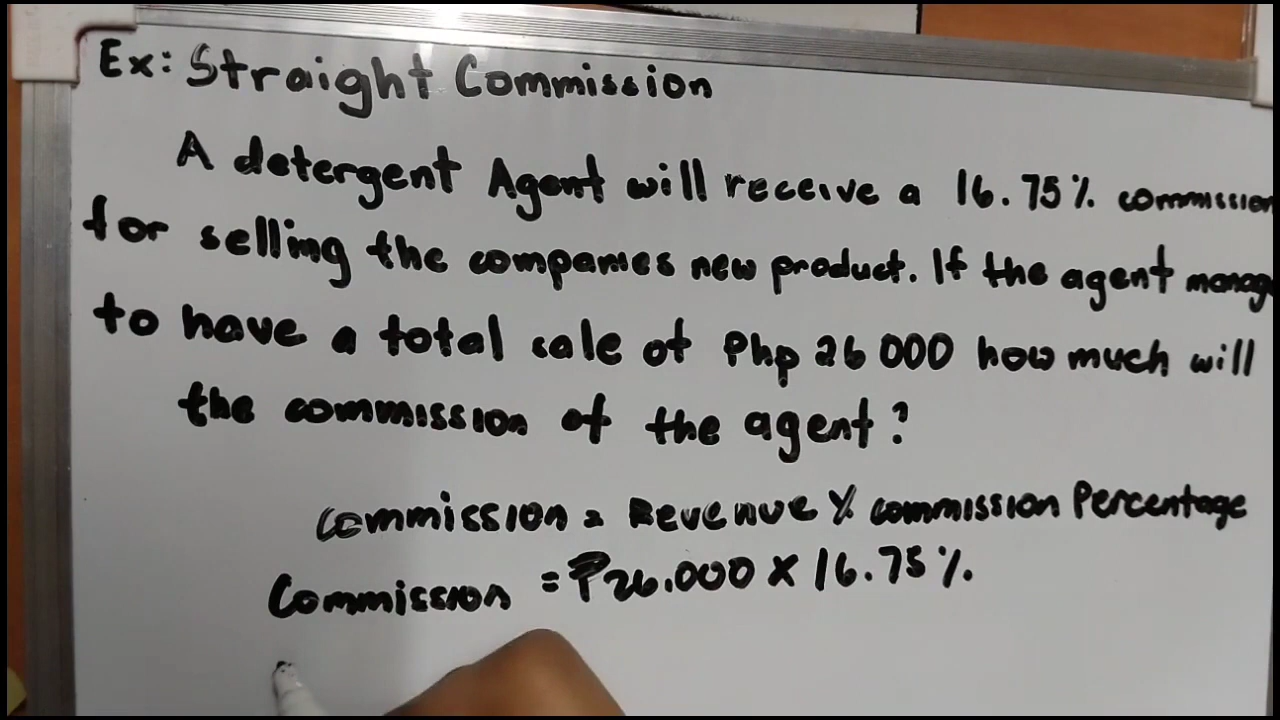 Ex: Straight Commission
A detergent Agent will receive a 16.75% commission
for selling the companies new product. If the agent manage
to have a total sale of Php 26 000 how much will
the commission of the agent?
commission = Revenue X commission Percentage
Commission = ₱26.000 X 16.75%